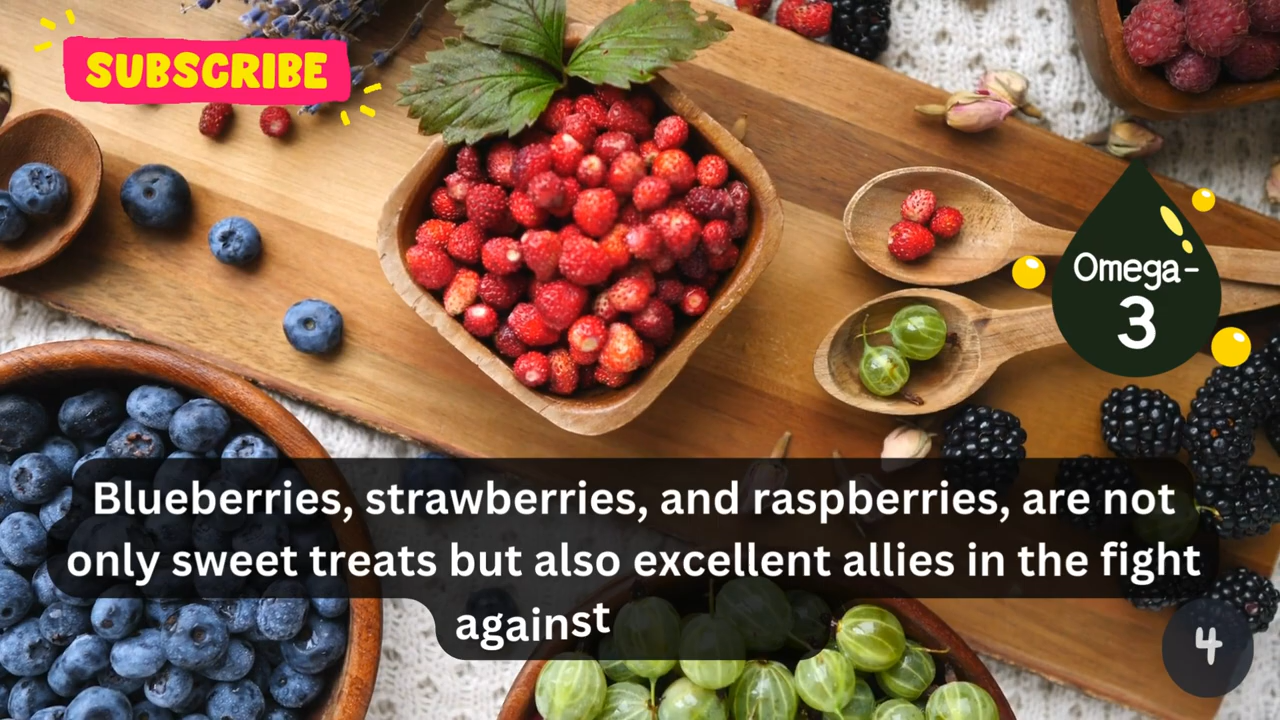 SUBSCRIBE
Omega-
3
Blueberries, strawberries, and raspberries, are not
only sweet treats but also excellent allies in the fight
against
4